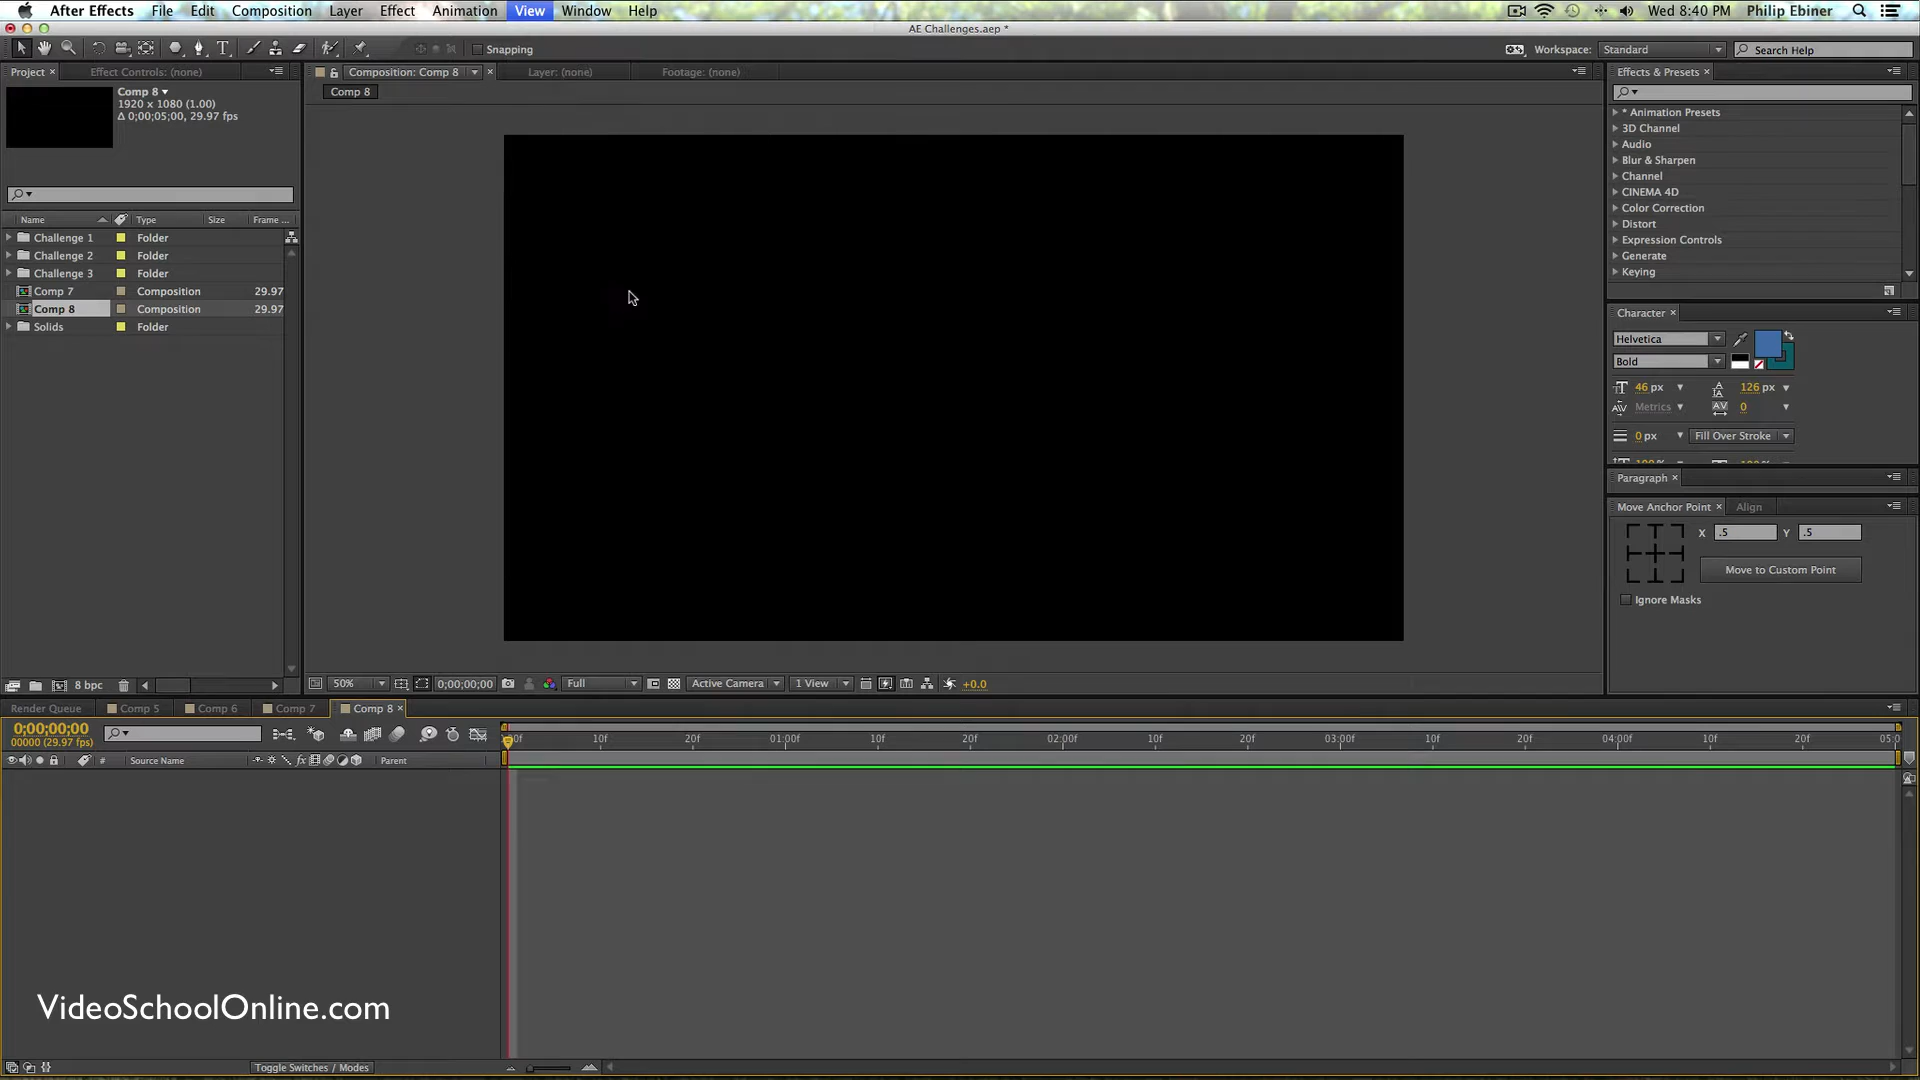 After Effects File Edit Composition Layer Effect Animation View Window Help Wed 8:40 PM Philip Ebiner
AE Challenges.aep *
Snapping Workspace: Standard Search Help
Project Effect Controls: (none) Composition: Comp 8 Layer: (none) Footage: (none) Effects & Presets
Comp 8
1920 x 1080 (1.00)
Δ 0;00;05;00, 29.97 fps
Comp 8
* Animation Presets
3D Channel
Audio
Blur & Sharpen
Channel
CINEMA 4D
Color Correction
Distort
Expression Controls
Generate
Keying
Name Type Size Frame ...
Challenge 1 Folder
Challenge 2 Folder
Challenge 3 Folder
Comp 7 Composition 29.97
Comp 8 Composition 29.97
Solids Folder
Character
Helvetica
Bold
46 px 126 px
Metrics 0
0 px Fill Over Stroke
Paragraph
Move Anchor Point Align
X .5 Y .5
Move to Custom Point
Ignore Masks
8 bpc 50% 0;00;00;00 Full Active Camera 1 View +0.0
Render Queue Comp 5 Comp 6 Comp 7 Comp 8
0;00;00;00
00000 (29.97 fps)
10f 20f 01:00f 10f 20f 02:00f 10f 20f 03:00f 10f 20f 04:00f 10f 20f
# Source Name fx Parent
VideoSchoolOnline.com
Toggle Switches / Modes